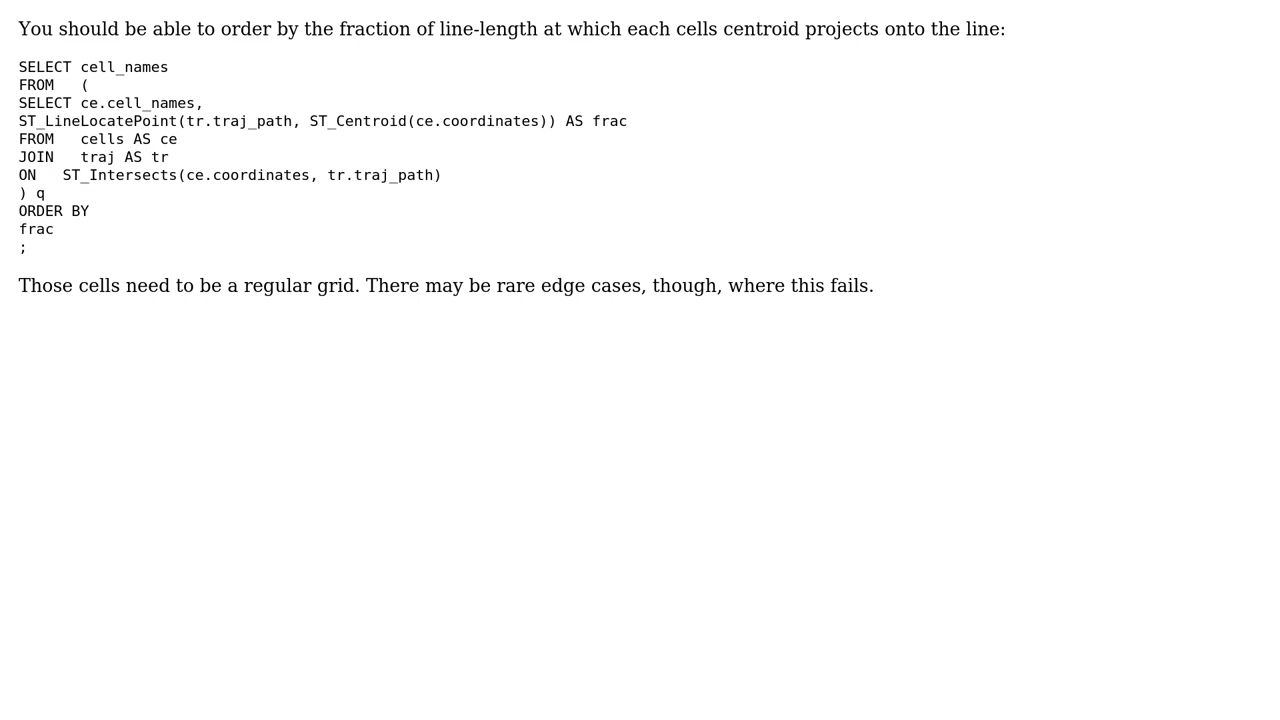 You should be able to order by the fraction of line-length at which each cells centroid projects onto the line:
SELECT cell_names
FROM   (
SELECT ce.cell_names,
ST_LineLocatePoint(tr.traj_path, ST_Centroid(ce.coordinates)) AS frac
FROM   cells AS ce
JOIN   traj AS tr
ON   ST_Intersects(ce.coordinates, tr.traj_path)
) q
ORDER BY
frac
;
Those cells need to be a regular grid. There may be rare edge cases, though, where this fails.